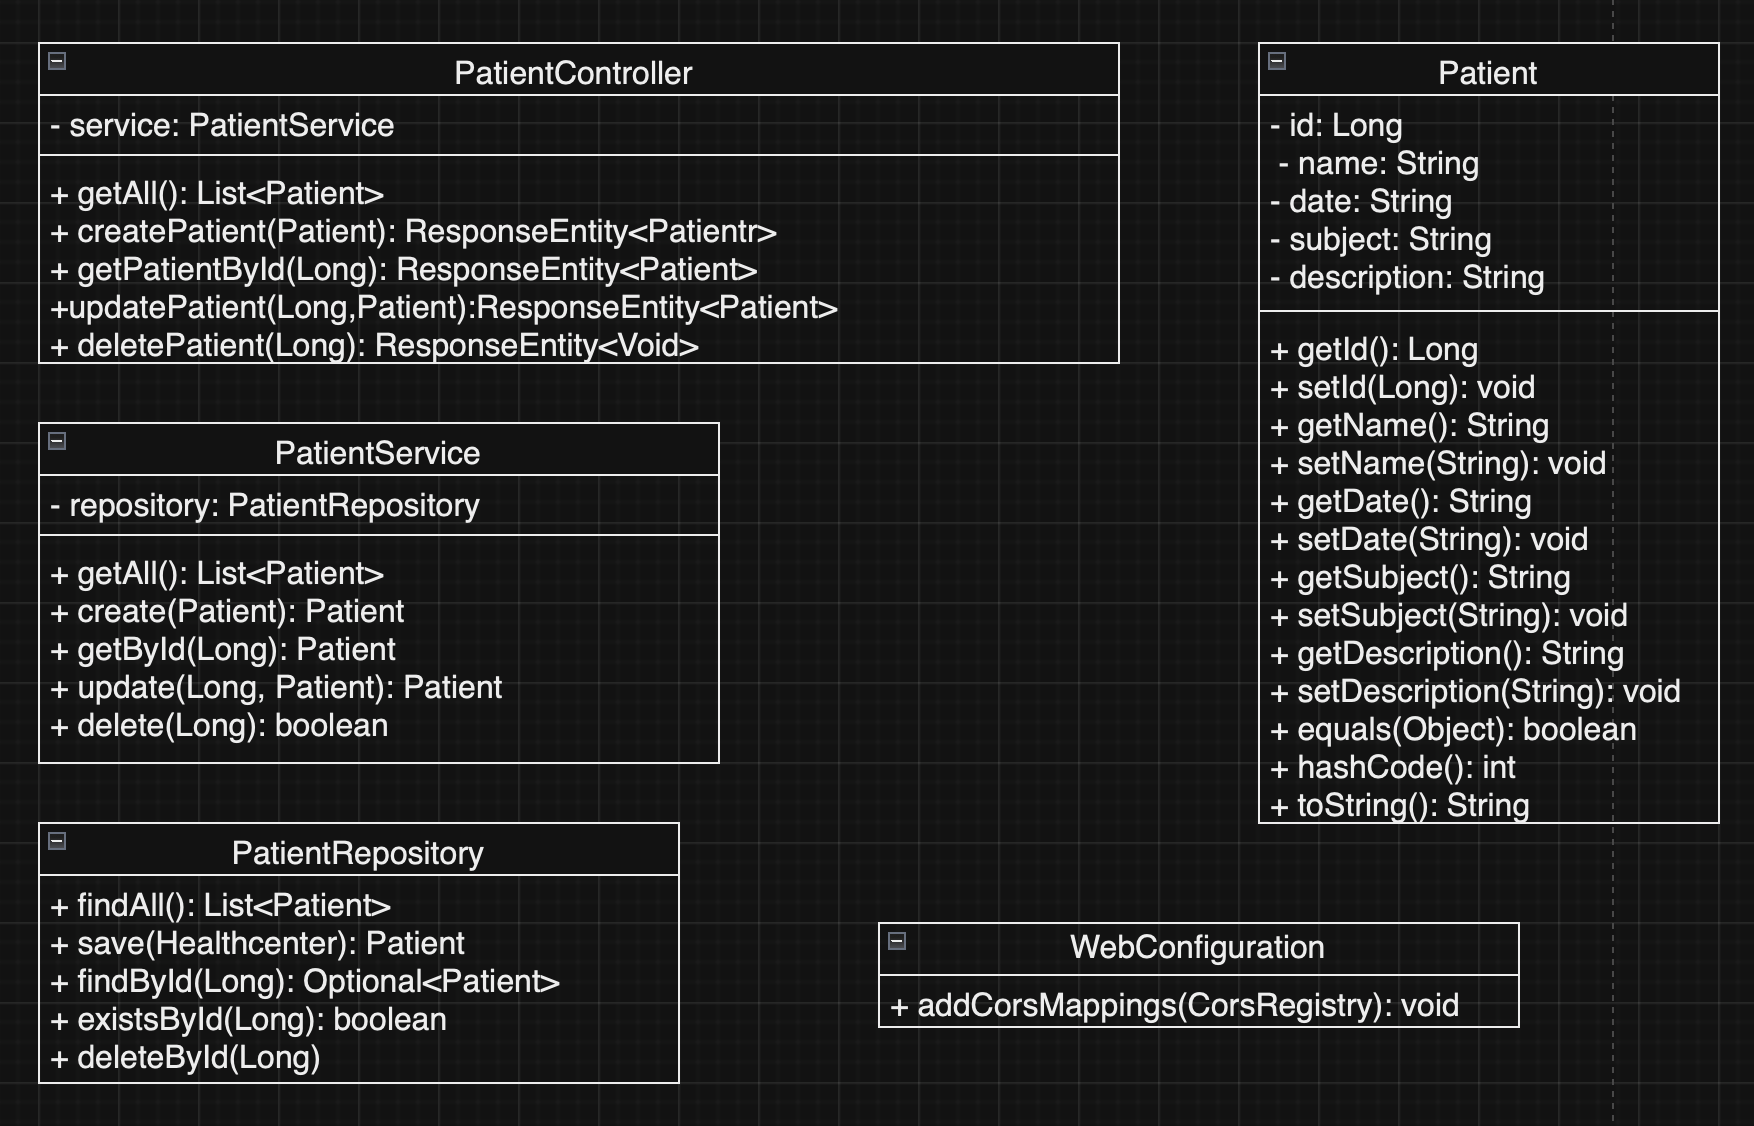 PatientController
- service: PatientService
+ getAll(): List<Patient>
+ createPatient(Patient): ResponseEntity<Patientr>
+ getPatientById(Long): ResponseEntity<Patient>
+updatePatient(Long,Patient):ResponseEntity<Patient>
+ deletePatient(Long): ResponseEntity<Void>
PatientService
- repository: PatientRepository
+ getAll(): List<Patient>
+ create(Patient): Patient
+ getById(Long): Patient
+ update(Long, Patient): Patient
+ delete(Long): boolean
PatientRepository
+ findAll(): List<Patient>
+ save(Healthcenter): Patient
+ findById(Long): Optional<Patient>
+ existsById(Long): boolean
+ deleteById(Long)
Patient
- id: Long
- name: String
- date: String
- subject: String
- description: String
+ getId(): Long
+ setId(Long): void
+ getName(): String
+ setName(String): void
+ getDate(): String
+ setDate(String): void
+ getSubject(): String
+ setSubject(String): void
+ getDescription(): String
+ setDescription(String): void
+ equals(Object): boolean
+ hashCode(): int
+ toString(): String
WebConfiguration
+ addCorsMappings(CorsRegistry): void